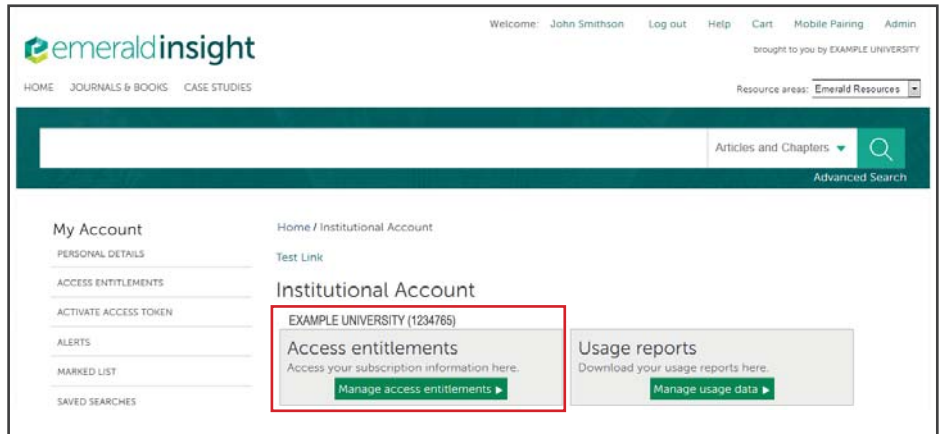 Welcome: John Smithson Log out Help Cart Mobile Pairing Admin
emeraldinsight
brought to you by EXAMPLE UNIVERSITY
HOME JOURNALS & BOOKS CASE STUDIES
Resource areas: Emerald Resources
Articles and Chapters
Advanced Search
My Account
PERSONAL DETAILS
ACCESS ENTITLEMENTS
ACTIVATE ACCESS TOKEN
ALERTS
MARKED LIST
SAVED SEARCHES
Home / Institutional Account
Test Link
Institutional Account
EXAMPLE UNIVERSITY (1234765)
Access entitlements
Access your subscription information here.
Manage access entitlements
Usage reports
Download your usage reports here.
Manage usage data